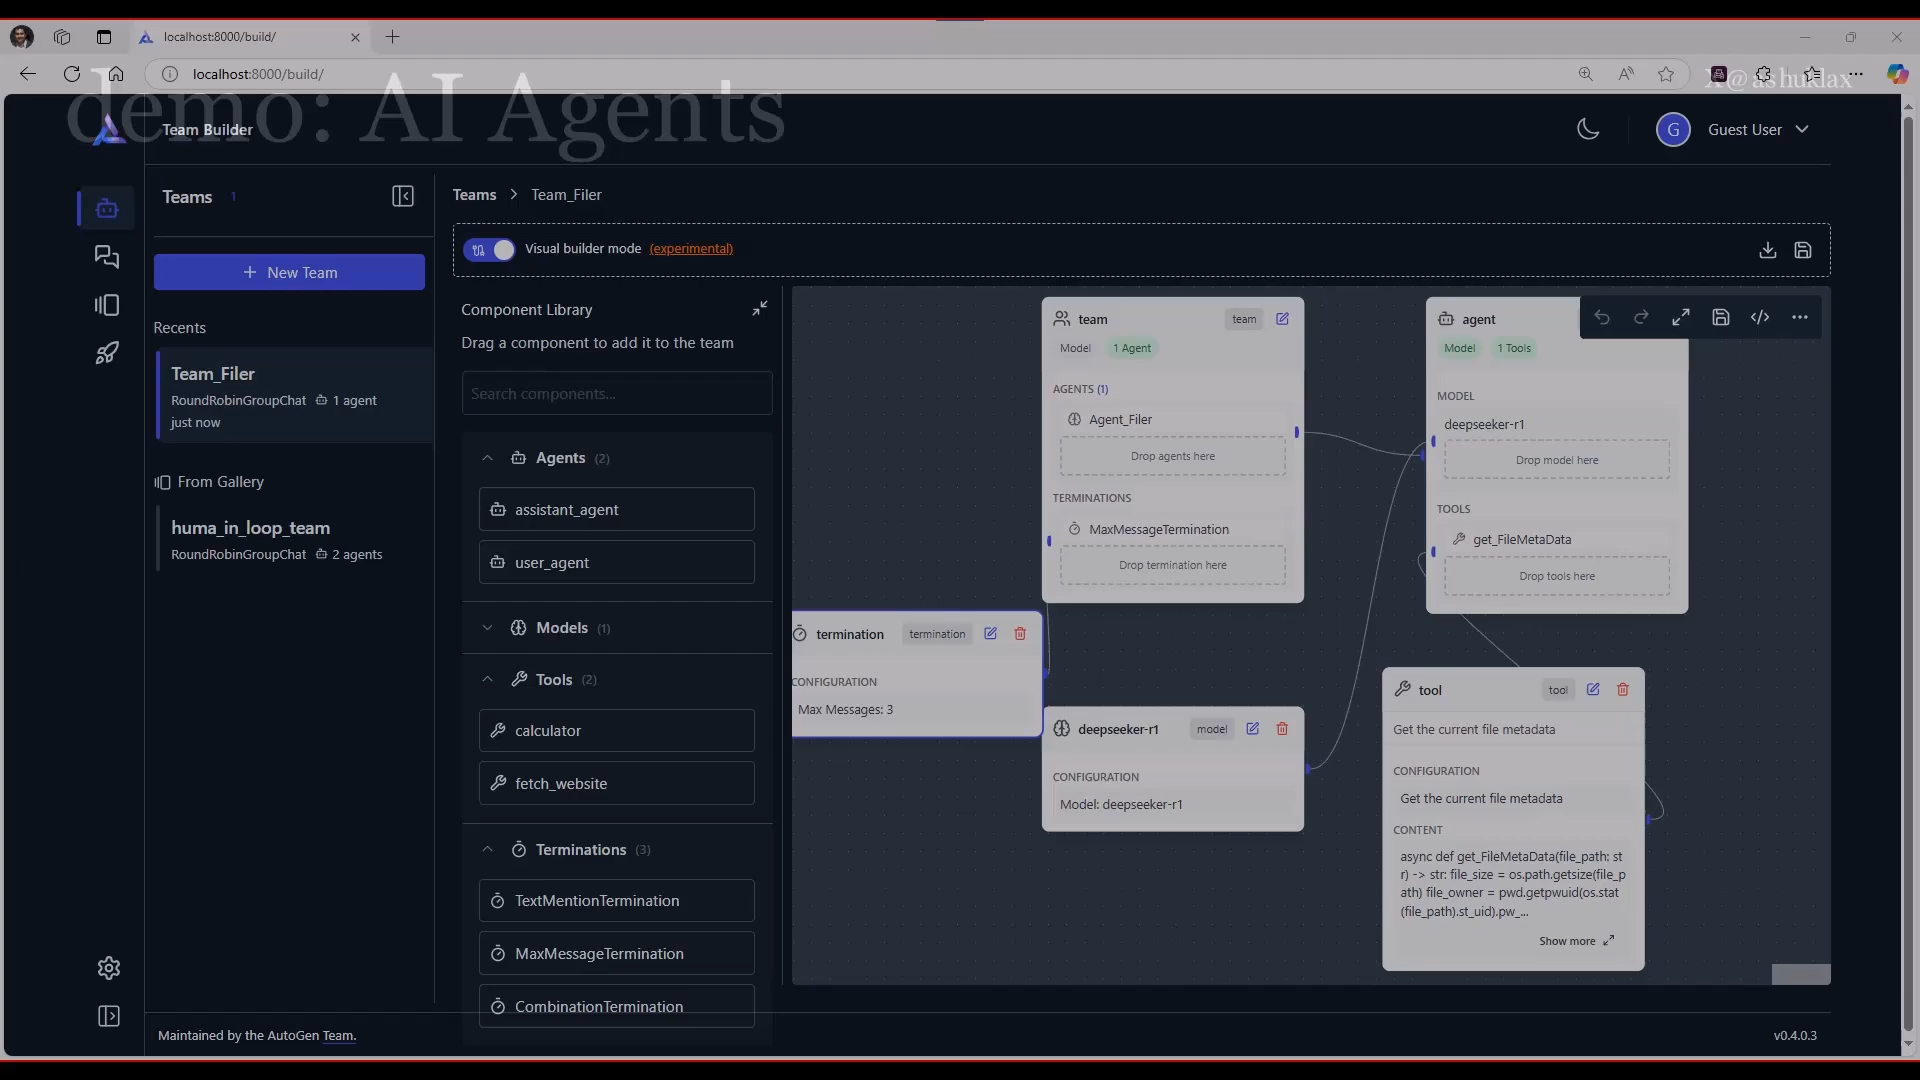 localhost:8000/build/
localhost:8000/build/
demo: AI Agents
X@ashuklax
Team Builder
G
Guest User
Teams 1
New Team
Recents
Team_Filer
RoundRobinGroupChat 1 agent
just now
From Gallery
huma_in_loop_team
RoundRobinGroupChat 2 agents
Teams > Team_Filer
Visual builder mode (experimental)
Component Library
Drag a component to add it to the team
Search components...
Agents (2)
assistant_agent
user_agent
Models (1)
Tools (2)
calculator
fetch_website
Terminations (3)
TextMentionTermination
MaxMessageTermination
CombinationTermination
team team
Model 1 Agent
AGENTS (1)
Agent_Filer
Drop agents here
TERMINATIONS
MaxMessageTermination
Drop termination here
agent
Model 1 Tools
MODEL
deepseeker-r1
Drop model here
TOOLS
get_FileMetaData
Drop tools here
termination termination
CONFIGURATION
Max Messages: 3
deepseeker-r1 model
CONFIGURATION
Model: deepseeker-r1
tool tool
Get the current file metadata
CONFIGURATION
Get the current file metadata
CONTENT
async def get_FileMetaData(file_path: st
r) -> str: file_size = os.path.getsize(file_p
ath) file_owner = pwd.getpwuid(os.stat
(file_path).st_uid).pw_...
Show more
Maintained by the AutoGen Team.
v0.4.0.3